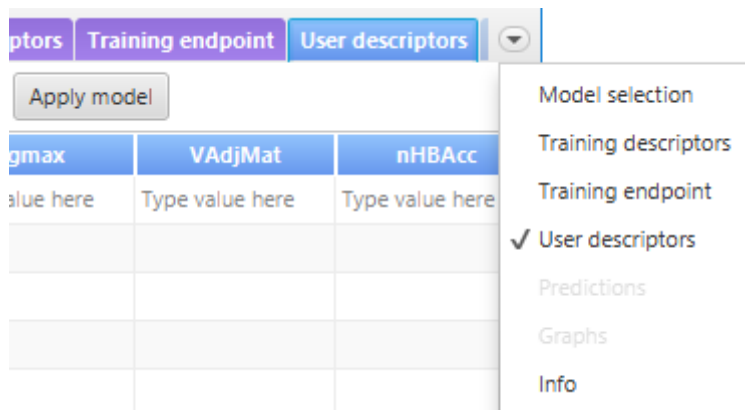 ptors Training endpoint User descriptors
Apply model
Model selection
Training descriptors
Training endpoint
✓ User descriptors
Predictions
Graphs
Info
gmax VAdjMat nHBAcc
alue here Type value here Type value here